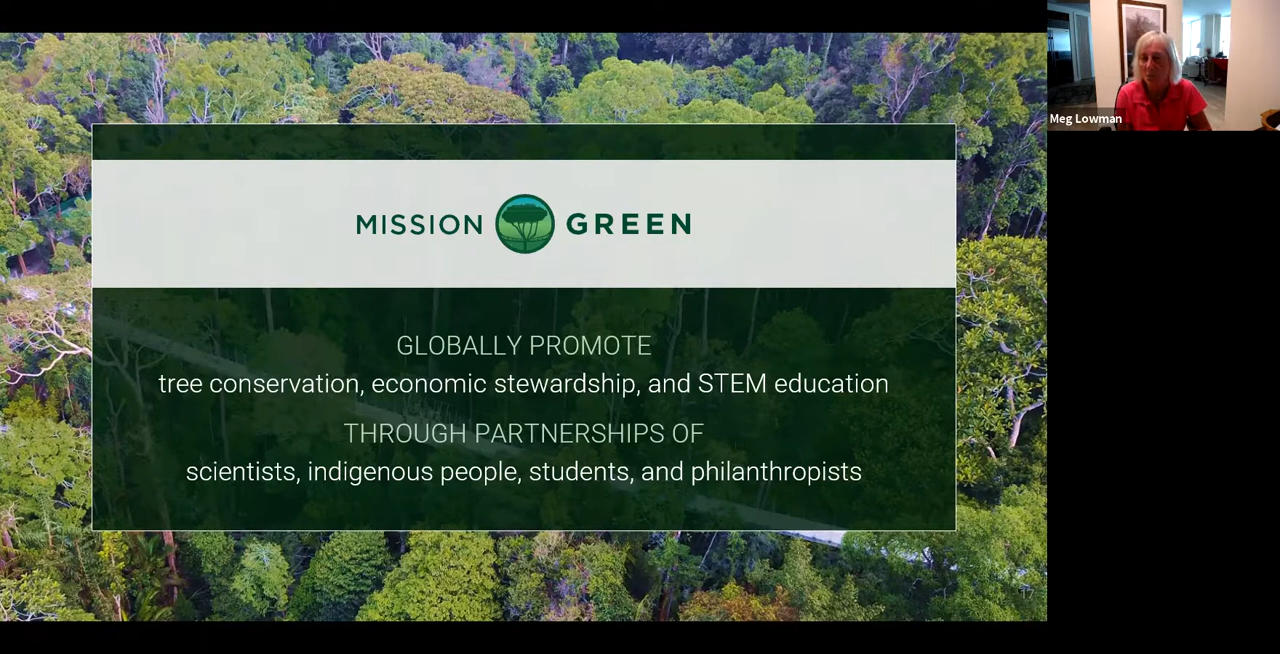 MISSION GREEN
GLOBALLY PROMOTE
tree conservation, economic stewardship, and STEM education
THROUGH PARTNERSHIPS OF
scientists, indigenous people, students, and philanthropists
Meg Lowman